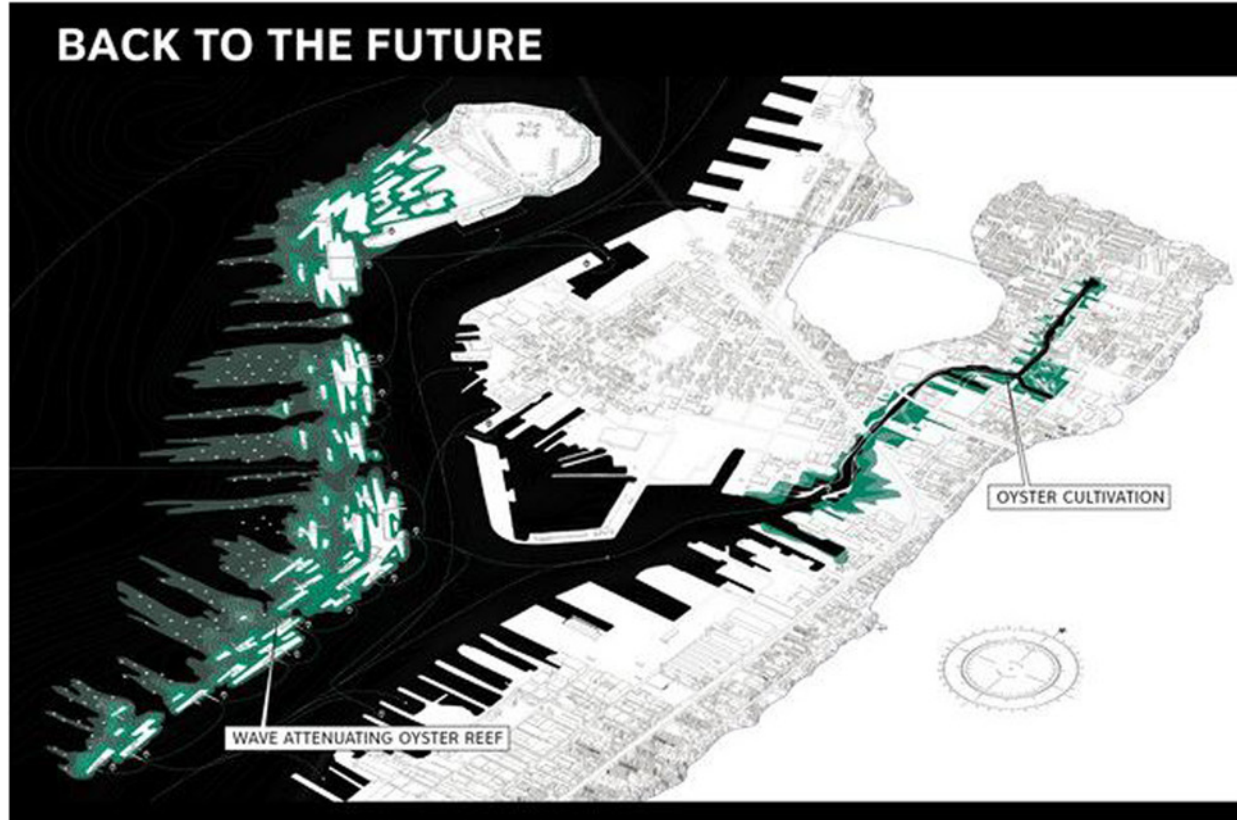 BACK TO THE FUTURE
OYSTER CULTIVATION
WAVE ATTENUATING OYSTER REEF